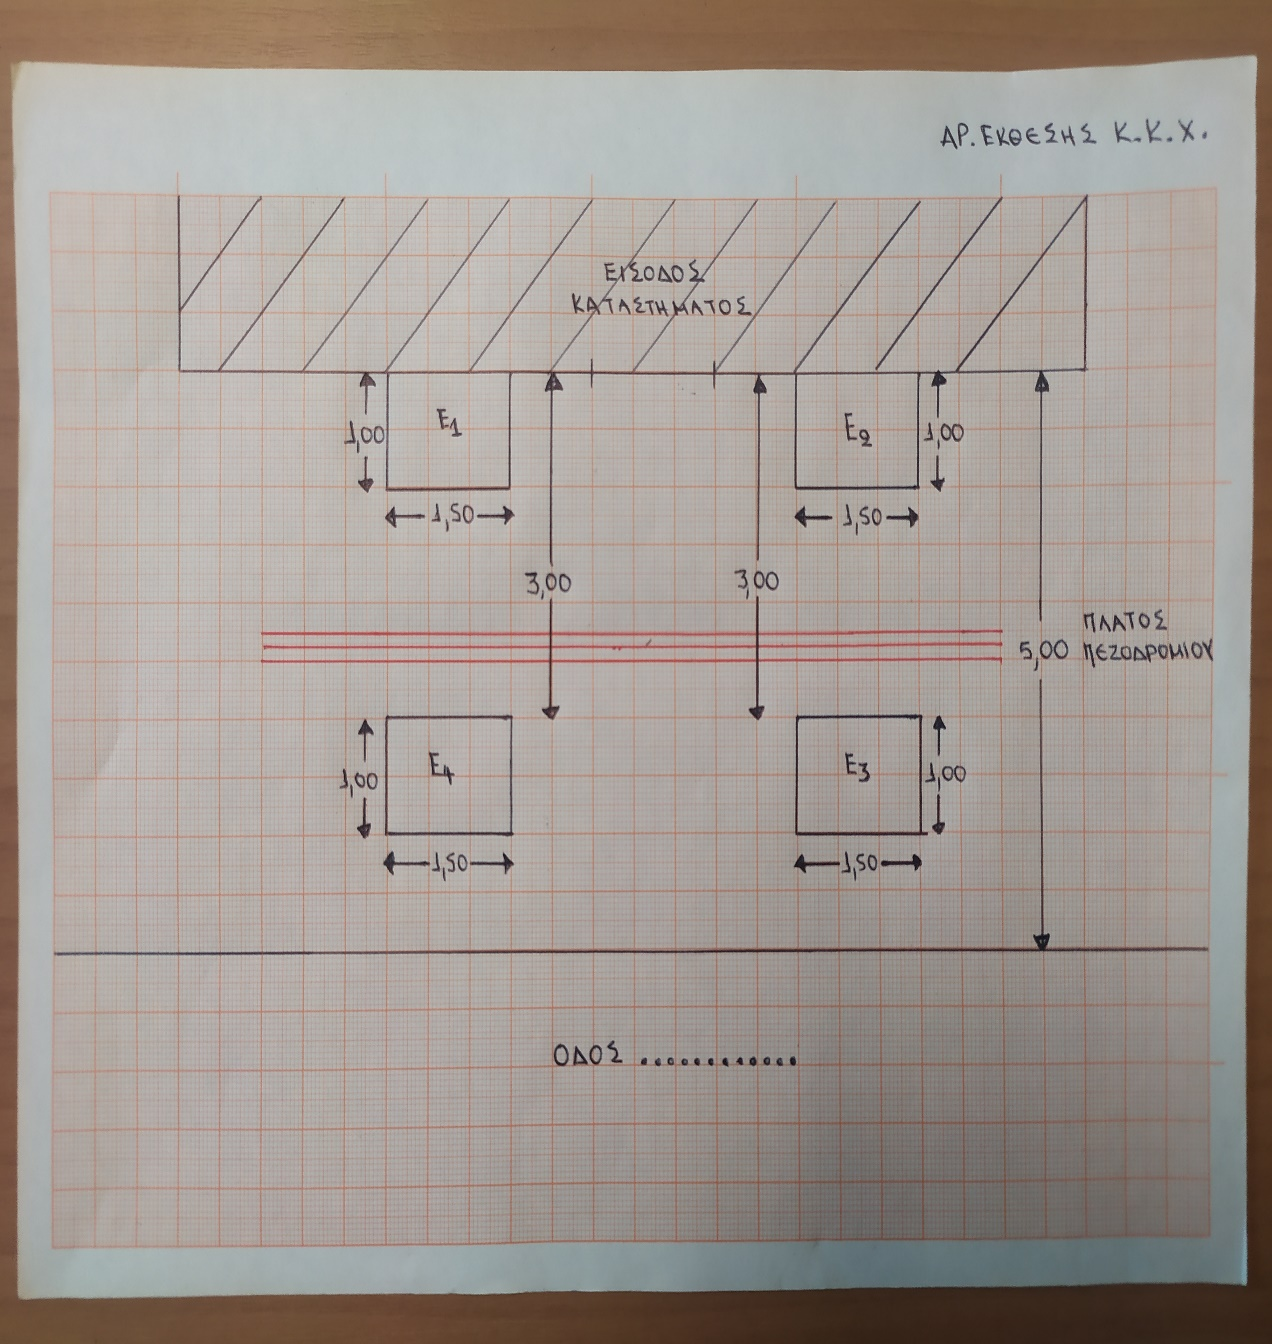 ΑΡ. ΕΚΘΕΣΗΣ Κ.Κ.Χ.
ΕΙΣΟΔΟΣ
ΚΑΤΑΣΤΗΜΑΤΟΣ
1,00
Ε1
Ε2
1,00
1,50
1,50
3,00
3,00
ΠΛΑΤΟΣ
5,00 ΠΕΖΟΔΡΟΜΙΟΥ
1,00
Ε4
Ε3
1,00
1,50
1,50
ΟΔΟΣ ............